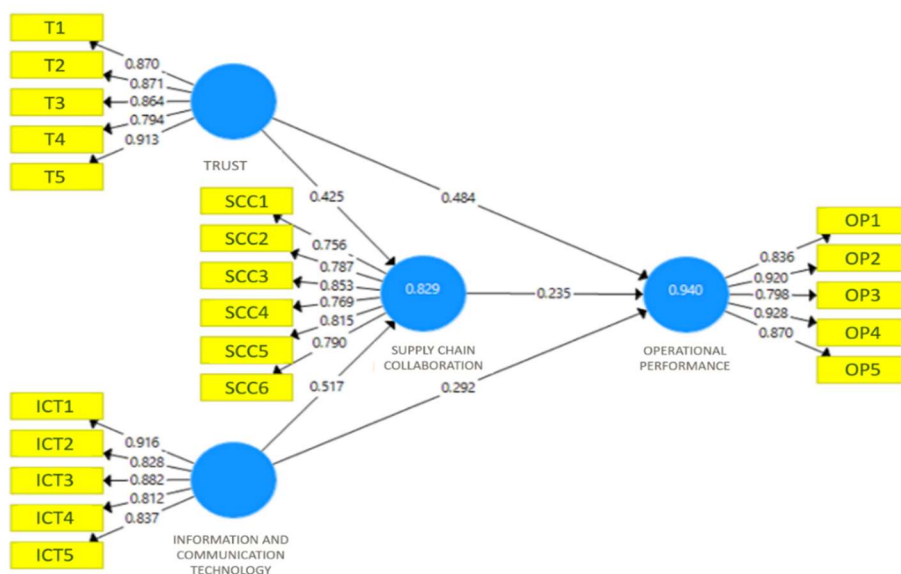 T1
T2
T3
T4
T5
0.870
0.871
0.864
0.794
0.913
TRUST
0.425
0.484
SCC1
SCC2
SCC3
SCC4
SCC5
SCC6
0.756
0.787
0.853
0.769
0.815
0.790
0.829
SUPPLY CHAIN
COLLABORATION
0.235
0.940
OPERATIONAL
PERFORMANCE
0.836
0.920
0.798
0.928
0.870
OP1
OP2
OP3
OP4
OP5
0.517
0.292
ICT1
ICT2
ICT3
ICT4
ICT5
0.916
0.828
0.882
0.812
0.837
INFORMATION AND
COMMUNICATION
TECHNOLOGY